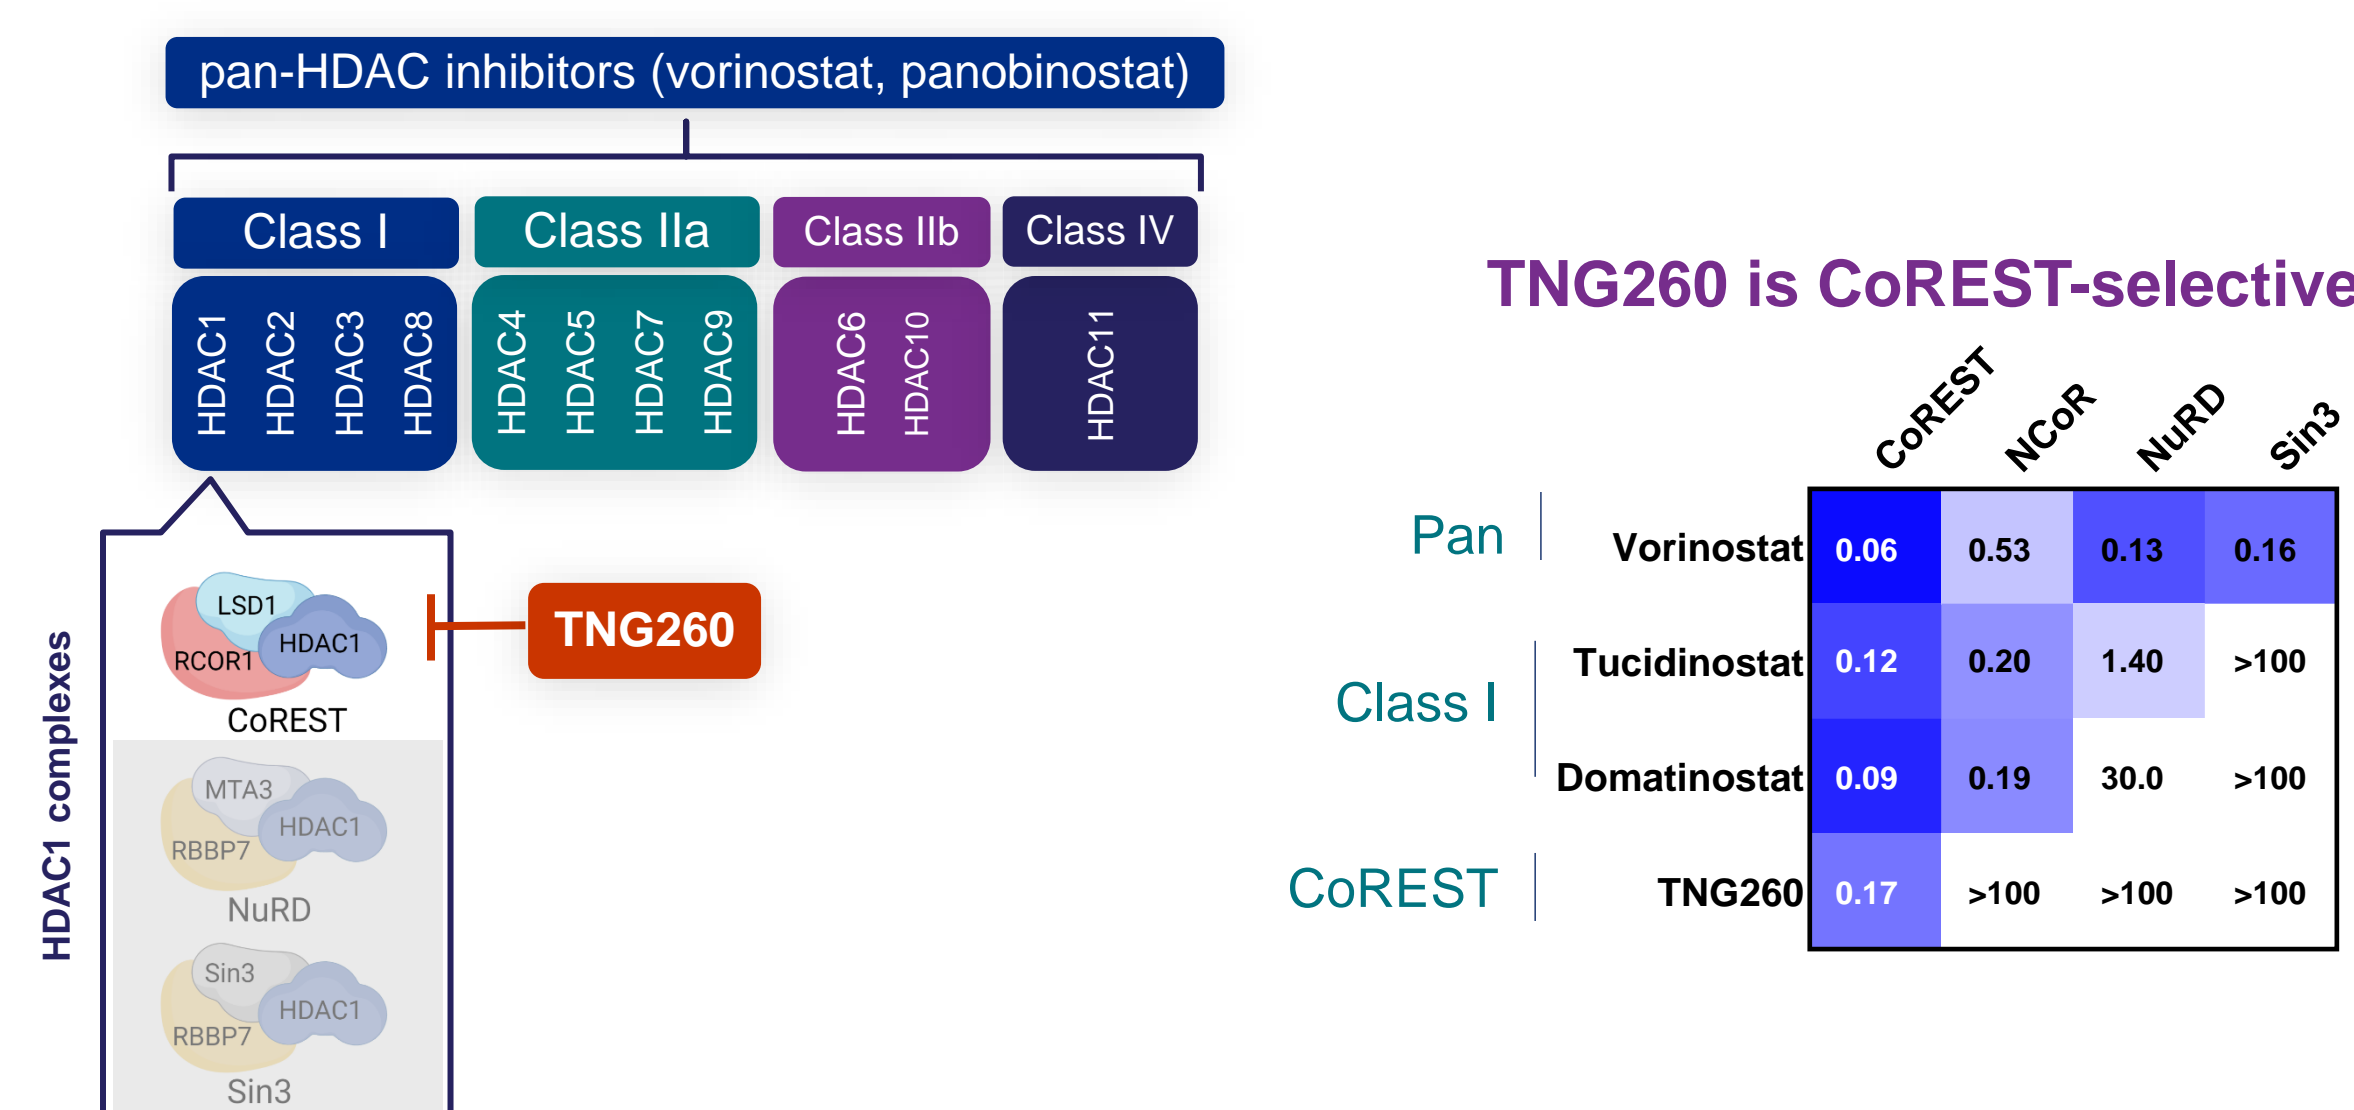 pan-HDAC inhibitors (vorinostat, panobinostat)
Class I
Class IIa
Class IIb
Class IV
HDAC1
HDAC2
HDAC3
HDAC8
HDAC4
HDAC5
HDAC7
HDAC9
HDAC6
HDAC10
HDAC11
HDAC1 complexes
LSD1
HDAC1
RCOR1
CoREST
TNG260
MTA3
HDAC1
RBBP7
NuRD
Sin3
HDAC1
RBBP7
Sin3
TNG260 is CoREST-selective
CoREST NCoR NuRD Sin3
Pan
Vorinostat 0.06 0.53 0.13 0.16
Class I
Tucidinostat 0.12 0.20 1.40 >100
Domatinostat 0.09 0.19 30.0 >100
CoREST
TNG260 0.17 >100 >100 >100